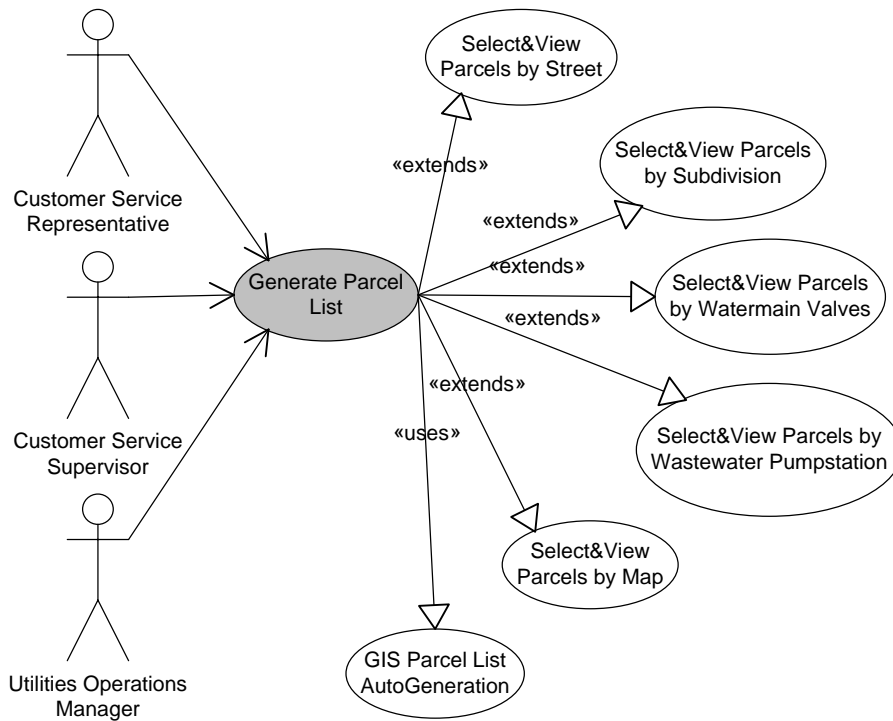 Select&View
Parcels by Street
«extends»
Select&View Parcels
by Subdivision
Customer Service
Representative
«extends»
«extends»
Generate Parcel
List
Select&View Parcels
by Watermain Valves
«extends»
«extends»
«uses»
Select&View Parcels by
Wastewater Pumpstation
Customer Service
Supervisor
Select&View
Parcels by Map
GIS Parcel List
AutoGeneration
Utilities Operations
Manager